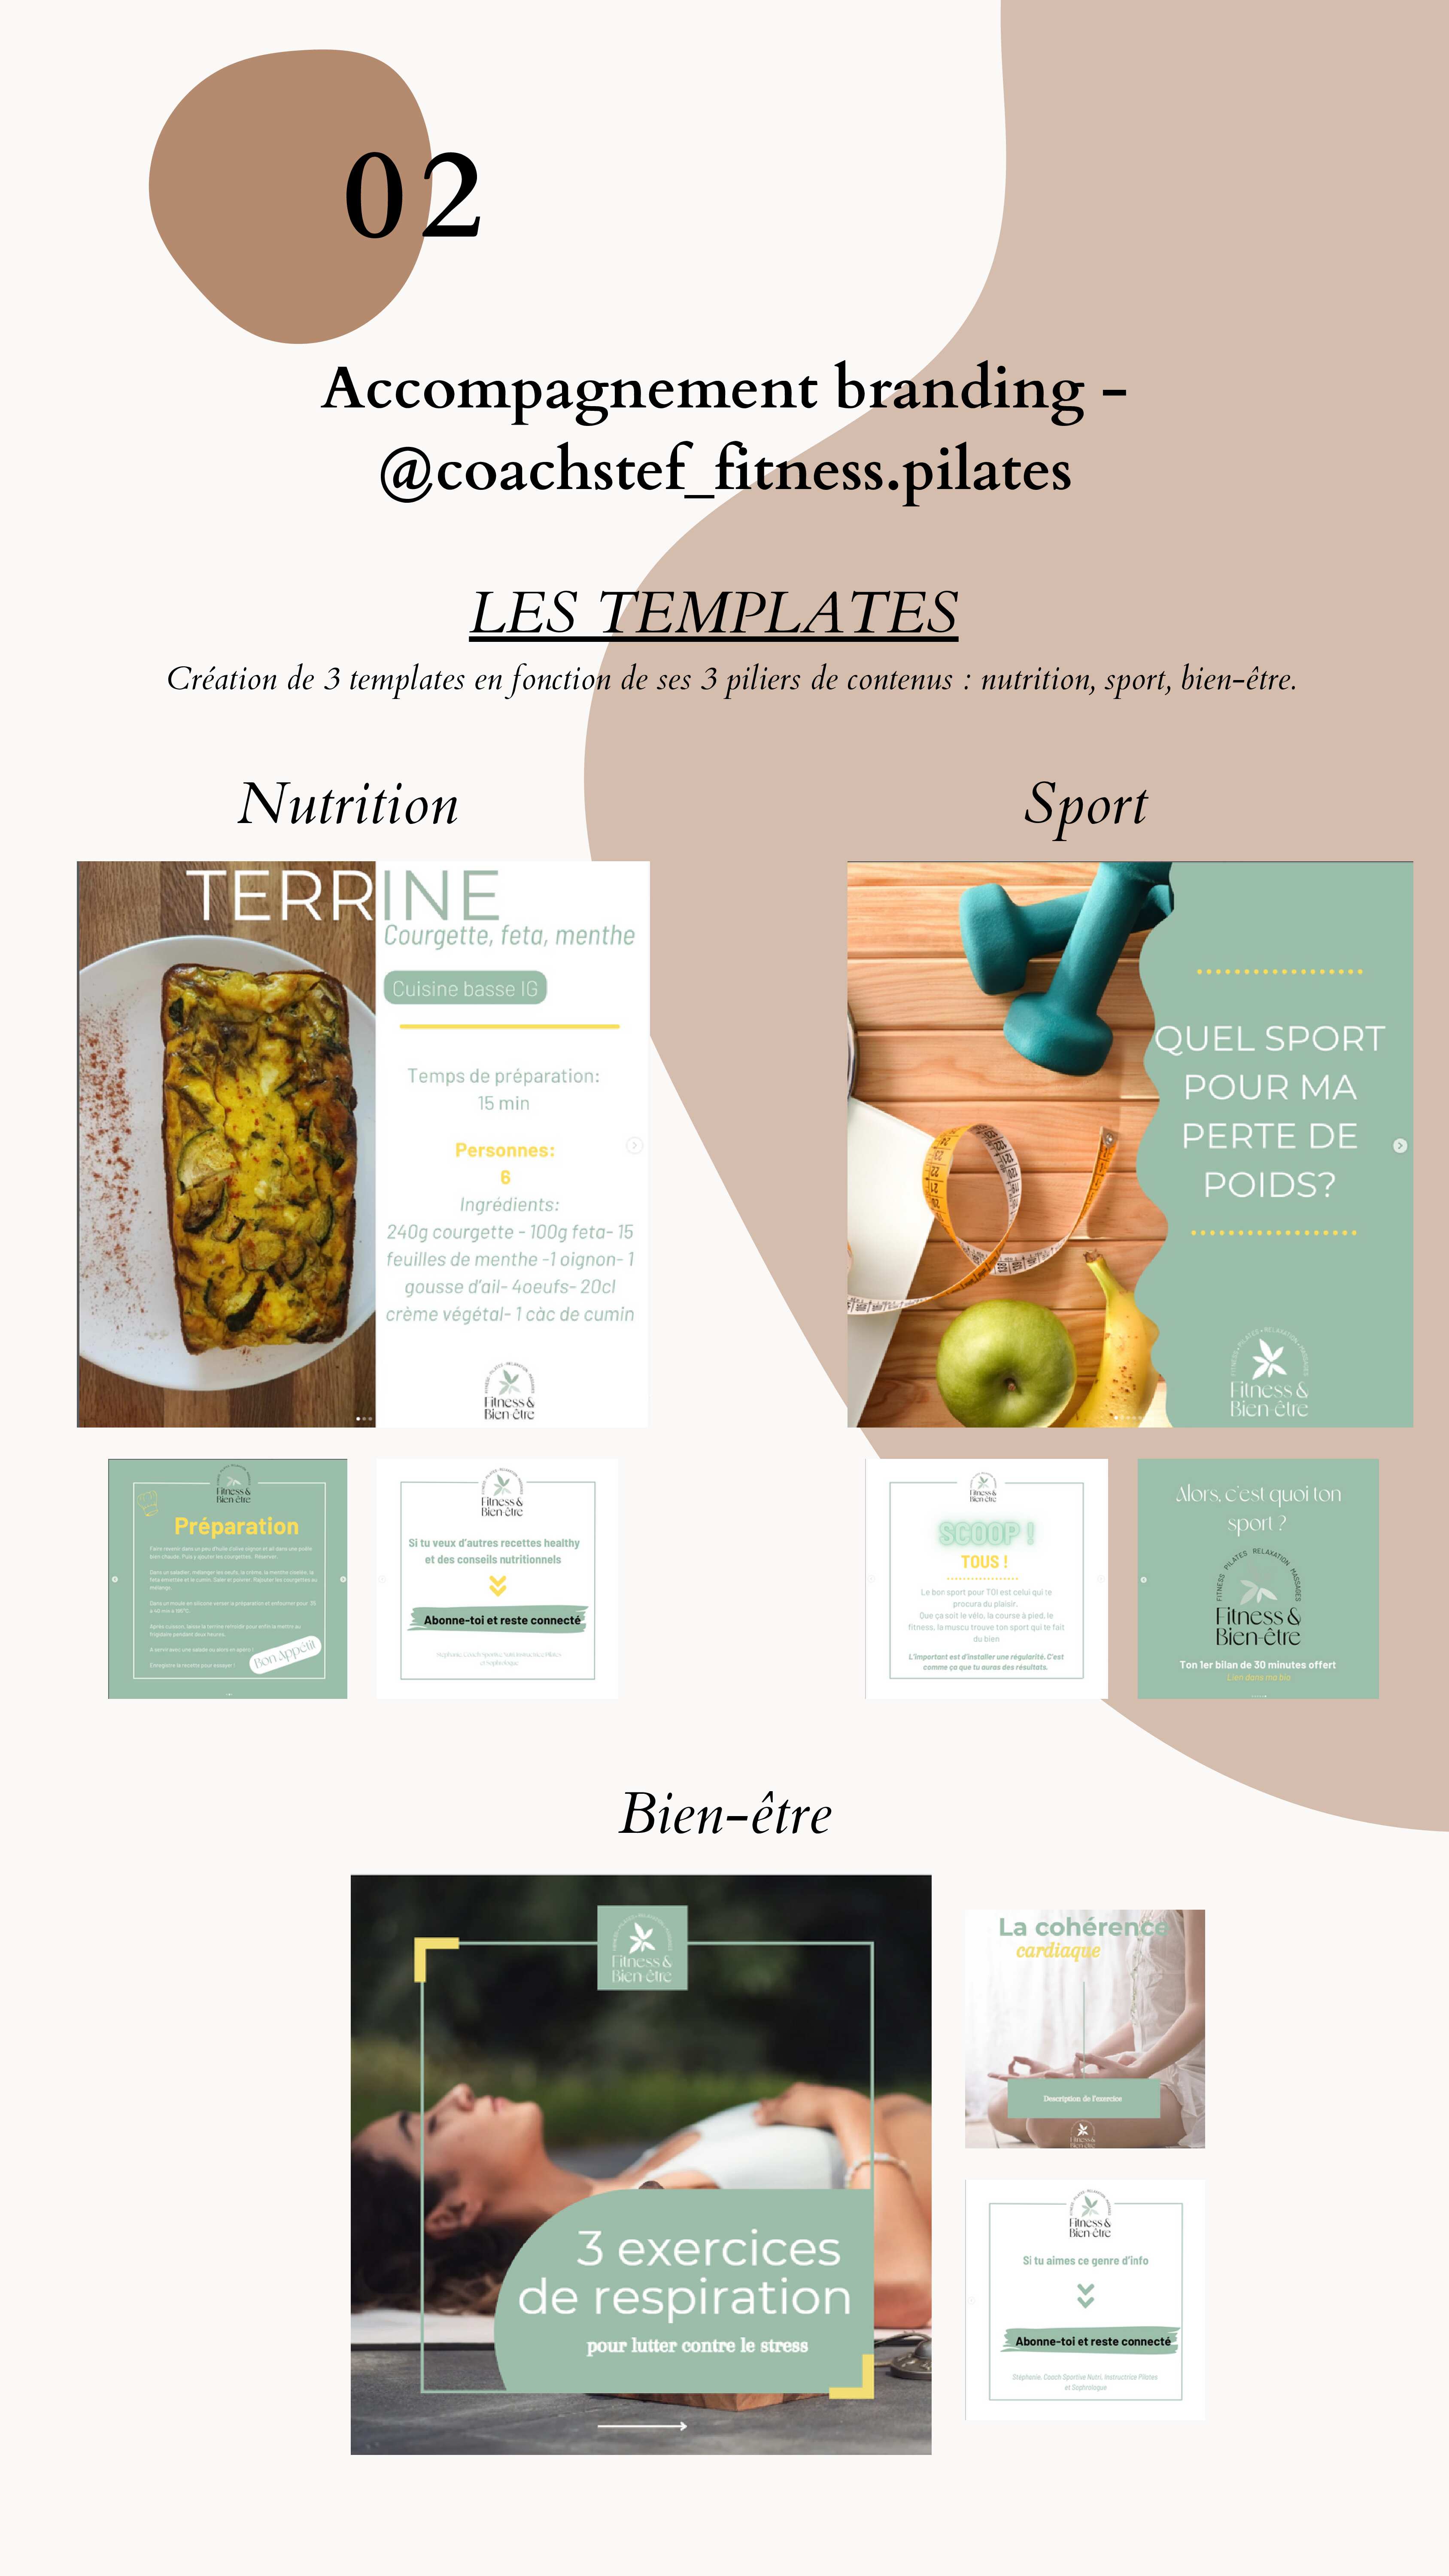 02
Accompagnement branding -
@coachstef_fitness.pilates
LES TEMPLATES
Création de 3 templates en fonction de ses 3 piliers de contenus : nutrition, sport, bien-être.
Nutrition
TERRINE
Courgette, feta, menthe
Cuisine basse IG
Temps de préparation:
15 min
Personnes:
6
Ingrédients:
240g courgette - 100g feta- 15
feuilles de menthe -1 oignon- 1
gousse d'ail- 4oeufs- 20cl
crème végétal- 1 càc de cumin
Fitness &
Bien-être
Fitness &
Bien-être
Préparation
Bon Appétit
Fitness &
Bien-être
Si tu veux d'autres recettes healthy
et des conseils nutritionnels
Abonne-toi et reste connecté
Sport
QUEL SPORT
POUR MA
PERTE DE
POIDS?
FITNESS • PILATES • RELAXATION • MASSAGES
Fitness &
Bien-être
Fitness &
Bien-être
SCOOP !
TOUS !
Le bon sport pour TOI est celui qui te
procura du plaisir.
Que ça soit le vélo, la course à pied, le
fitness, la muscu trouve ton sport qui te fait
du bien
L'important est d'installer une régularité. C'est
comme ça que tu auras des résultats.
Alors, c'est quoi ton
sport ?
FITNESS PILATES RELAXATION MASSAGES
Fitness &
Bien-être
Ton 1er bilan de 30 minutes offert
Lien dans ma bio
Bien-être
Fitness &
Bien-être
3 exercices
de respiration
pour lutter contre le stress
La cohérence
cardiaque
Description de l'exercice
Fitness &
Bien-être
Si tu aimes ce genre d'info
Abonne-toi et reste connecté
Stéphanie, Coach Sportive Nutri, Instructrice Pilates
et Sophrologue